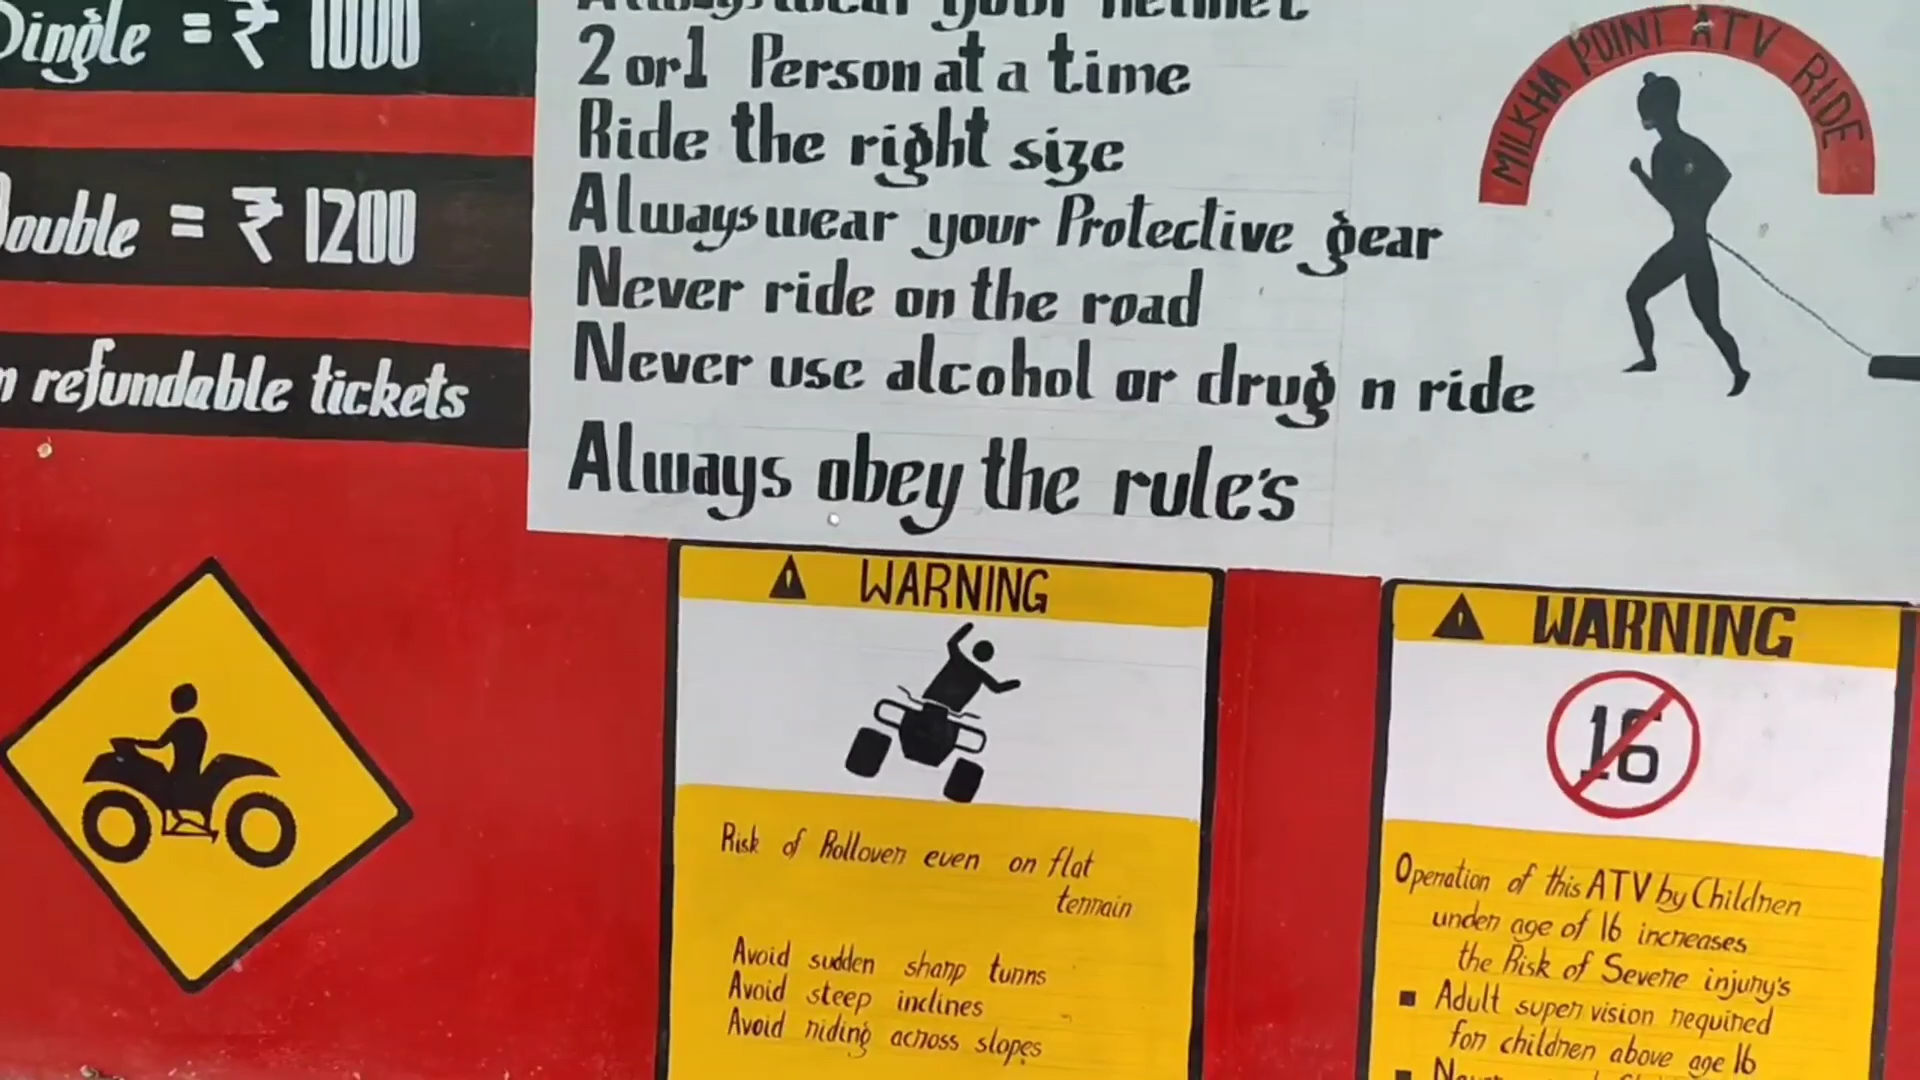 Single = ₹ 1000
Double = ₹ 1200
refundable tickets
Always wear your helmet
2 or 1 Person at a time
Ride the right size
Always wear your Protective gear
Never ride on the road
Never use alcohol or drug n ride
Always obey the rule's
MILKHA POINT ATV RIDE
WARNING
Risk of Rollover even on flat
terrain
Avoid sudden sharp turns
Avoid steep inclines
Avoid riding across slopes
WARNING
16
Operation of this ATV by Children
under age of 16 increases
the Risk of Severe injury's
Adult super vision required
for children above age 16